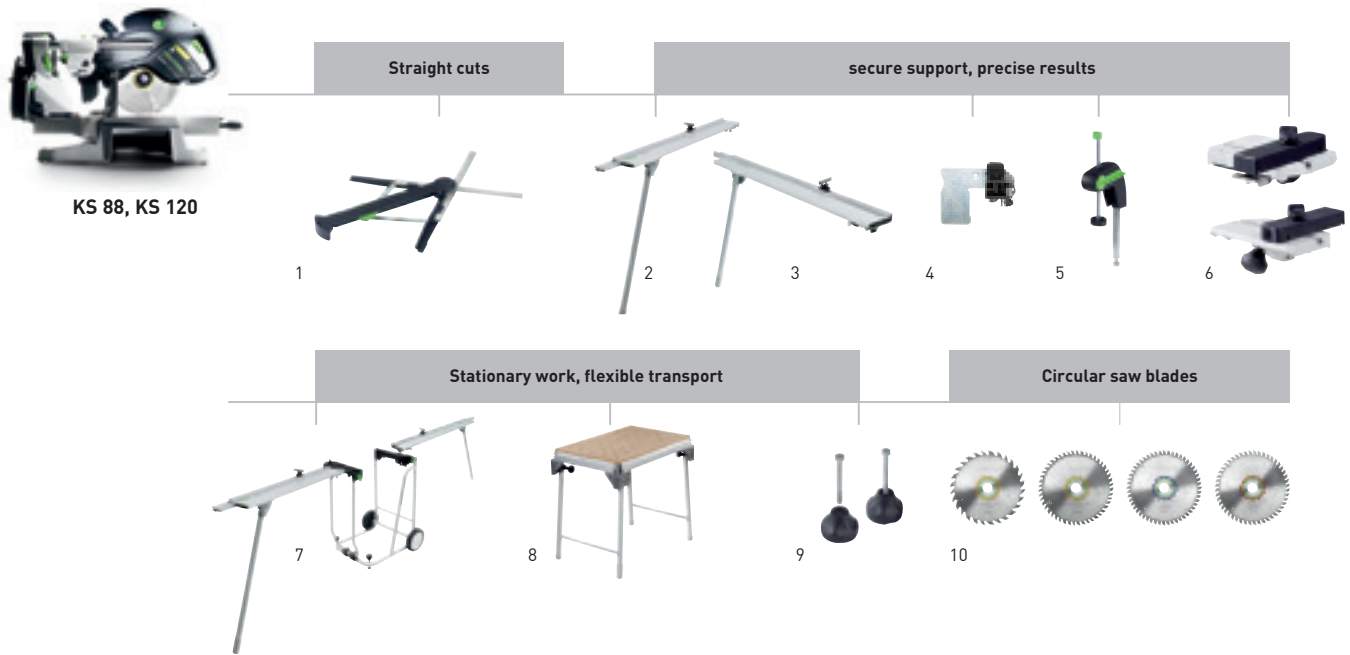 Straight cuts
secure support, precise results
KS 88, KS 120
1
2
3
4
5
6
Stationary work, flexible transport
Circular saw blades
7
8
9
10